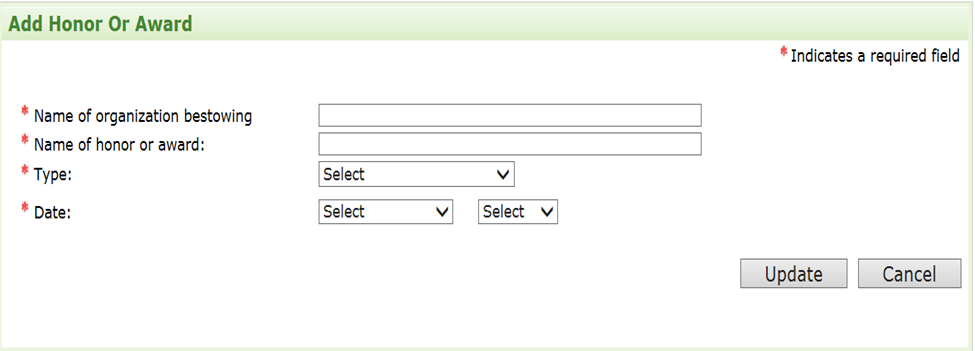 Add Honor Or Award
* Indicates a required field
* Name of organization bestowing
* Name of honor or award:
* Type: Select
* Date: Select Select
Update Cancel